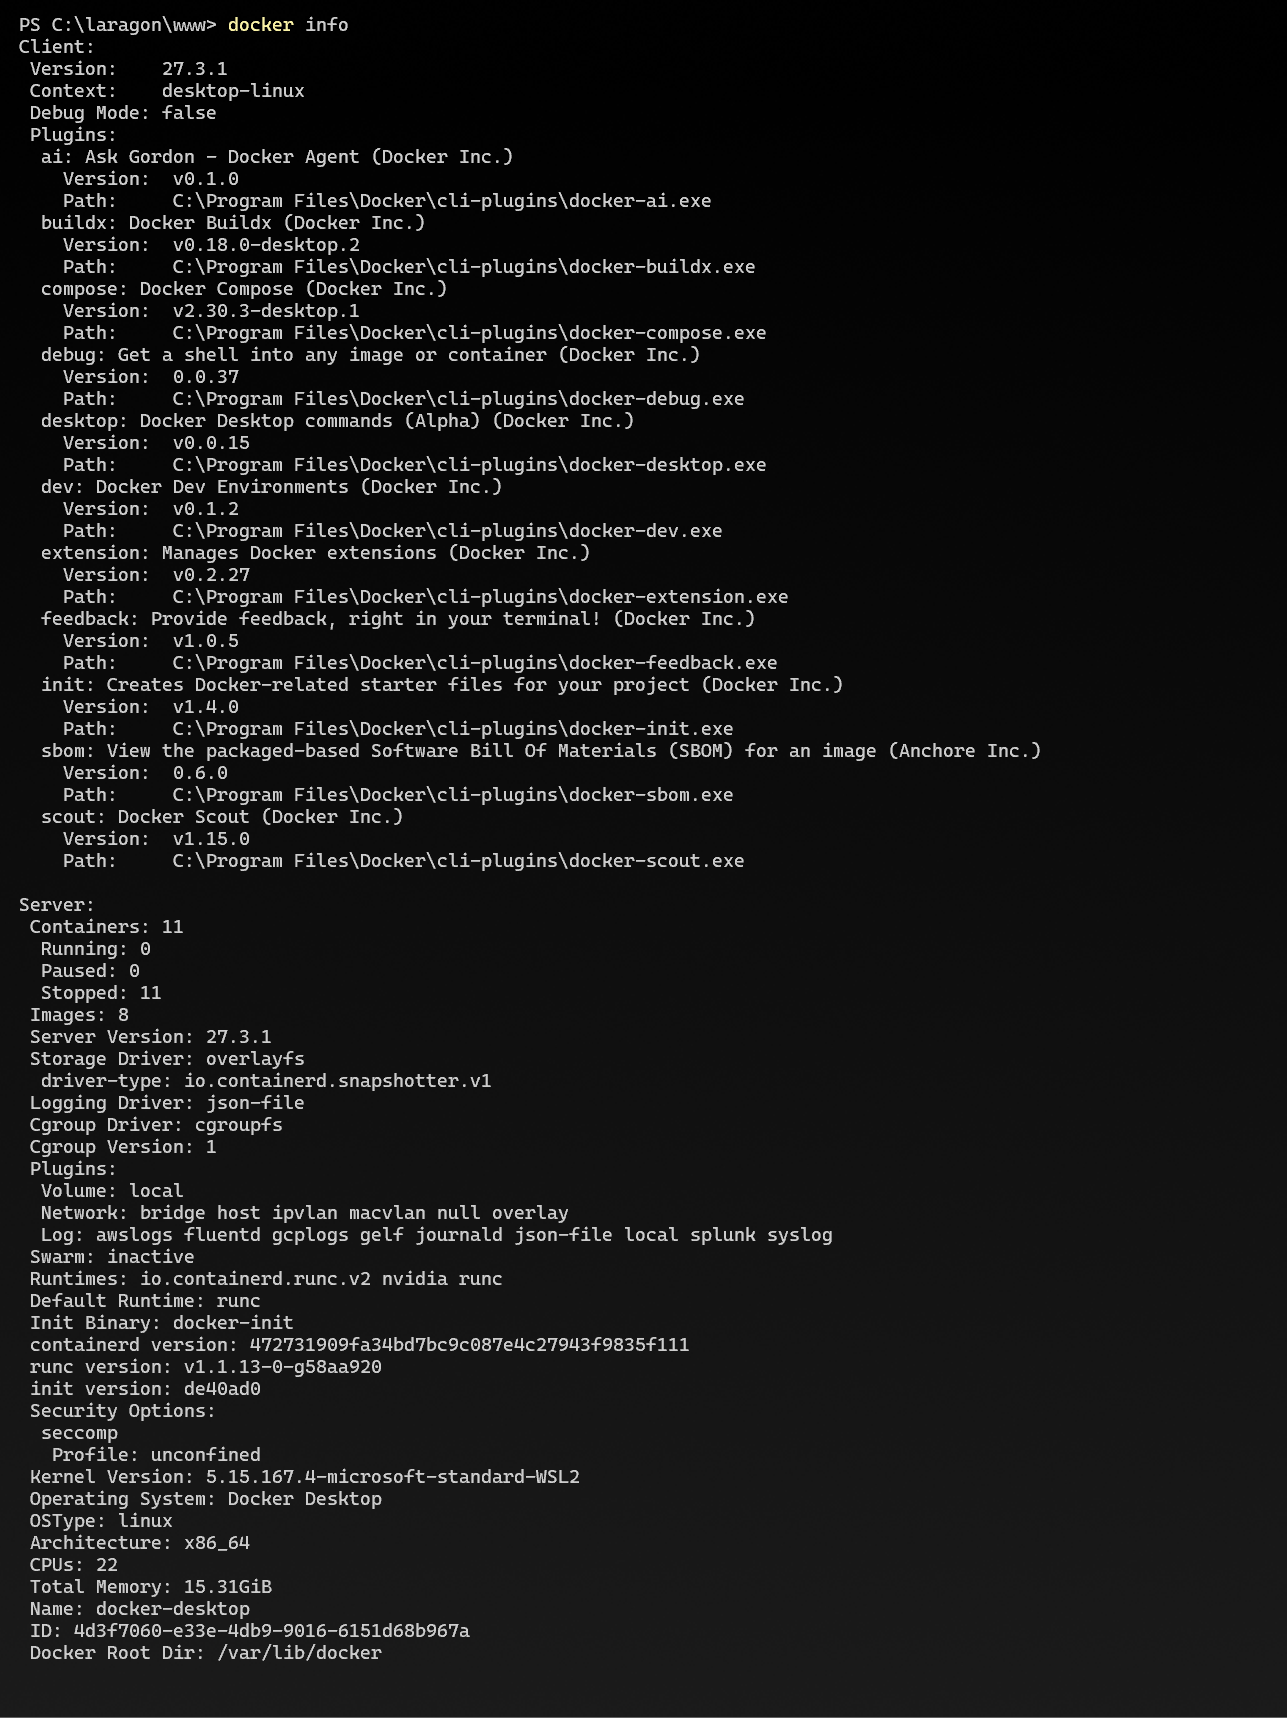 PS C:\laragon\www> docker info
Client:
 Version:    27.3.1
 Context:    desktop-linux
 Debug Mode: false
 Plugins:
  ai: Ask Gordon - Docker Agent (Docker Inc.)
    Version:  v0.1.0
    Path:     C:\Program Files\Docker\cli-plugins\docker-ai.exe
  buildx: Docker Buildx (Docker Inc.)
    Version:  v0.18.0-desktop.2
    Path:     C:\Program Files\Docker\cli-plugins\docker-buildx.exe
  compose: Docker Compose (Docker Inc.)
    Version:  v2.30.3-desktop.1
    Path:     C:\Program Files\Docker\cli-plugins\docker-compose.exe
  debug: Get a shell into any image or container (Docker Inc.)
    Version:  0.0.37
    Path:     C:\Program Files\Docker\cli-plugins\docker-debug.exe
  desktop: Docker Desktop commands (Alpha) (Docker Inc.)
    Version:  v0.0.15
    Path:     C:\Program Files\Docker\cli-plugins\docker-desktop.exe
  dev: Docker Dev Environments (Docker Inc.)
    Version:  v0.1.2
    Path:     C:\Program Files\Docker\cli-plugins\docker-dev.exe
  extension: Manages Docker extensions (Docker Inc.)
    Version:  v0.2.27
    Path:     C:\Program Files\Docker\cli-plugins\docker-extension.exe
  feedback: Provide feedback, right in your terminal! (Docker Inc.)
    Version:  v1.0.5
    Path:     C:\Program Files\Docker\cli-plugins\docker-feedback.exe
  init: Creates Docker-related starter files for your project (Docker Inc.)
    Version:  v1.4.0
    Path:     C:\Program Files\Docker\cli-plugins\docker-init.exe
  sbom: View the packaged-based Software Bill Of Materials (SBOM) for an image (Anchore Inc.)
    Version:  0.6.0
    Path:     C:\Program Files\Docker\cli-plugins\docker-sbom.exe
  scout: Docker Scout (Docker Inc.)
    Version:  v1.15.0
    Path:     C:\Program Files\Docker\cli-plugins\docker-scout.exe

Server:
 Containers: 11
  Running: 0
  Paused: 0
  Stopped: 11
 Images: 8
 Server Version: 27.3.1
 Storage Driver: overlayfs
  driver-type: io.containerd.snapshotter.v1
 Logging Driver: json-file
 Cgroup Driver: cgroupfs
 Cgroup Version: 1
 Plugins:
  Volume: local
  Network: bridge host ipvlan macvlan null overlay
  Log: awslogs fluentd gcplogs gelf journald json-file local splunk syslog
 Swarm: inactive
 Runtimes: io.containerd.runc.v2 nvidia runc
 Default Runtime: runc
 Init Binary: docker-init
 containerd version: 472731909fa34bd7bc9c087e4c27943f9835f111
 runc version: v1.1.13-0-g58aa920
 init version: de40ad0
 Security Options:
  seccomp
   Profile: unconfined
 Kernel Version: 5.15.167.4-microsoft-standard-WSL2
 Operating System: Docker Desktop
 OSType: linux
 Architecture: x86_64
 CPUs: 22
 Total Memory: 15.31GiB
 Name: docker-desktop
 ID: 4d3f7060-e33e-4db9-9016-6151d68b967a
 Docker Root Dir: /var/lib/docker